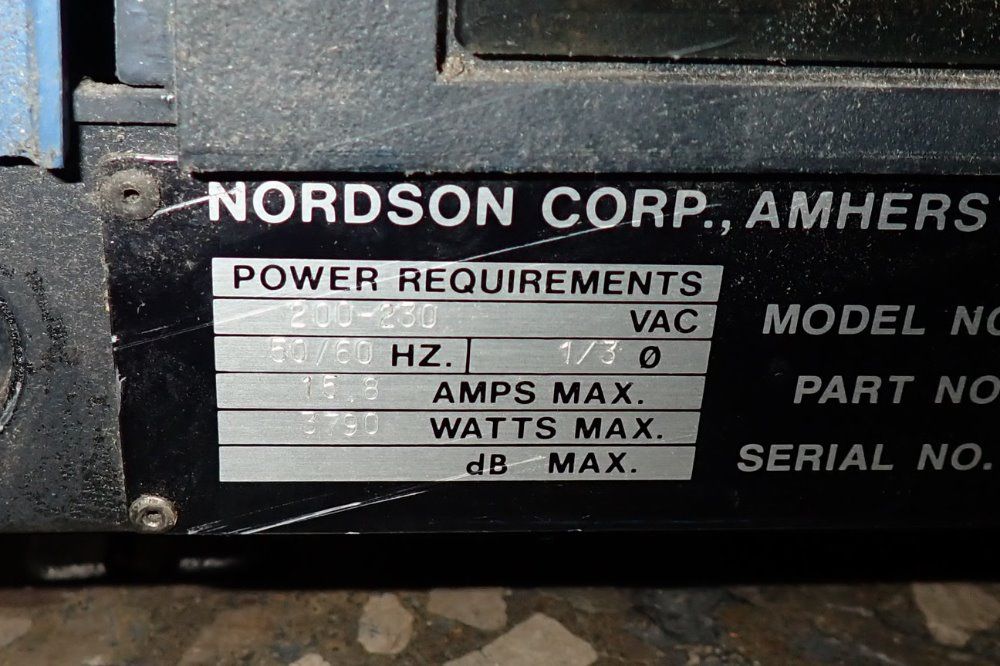 NORDSON CORP., AMHERS
POWER REQUIREMENTS
200-230 VAC
50/60 HZ. 1/3 Ø
15.8 AMPS MAX.
3790 WATTS MAX.
dB MAX.
MODEL NO
PART NO
SERIAL NO.